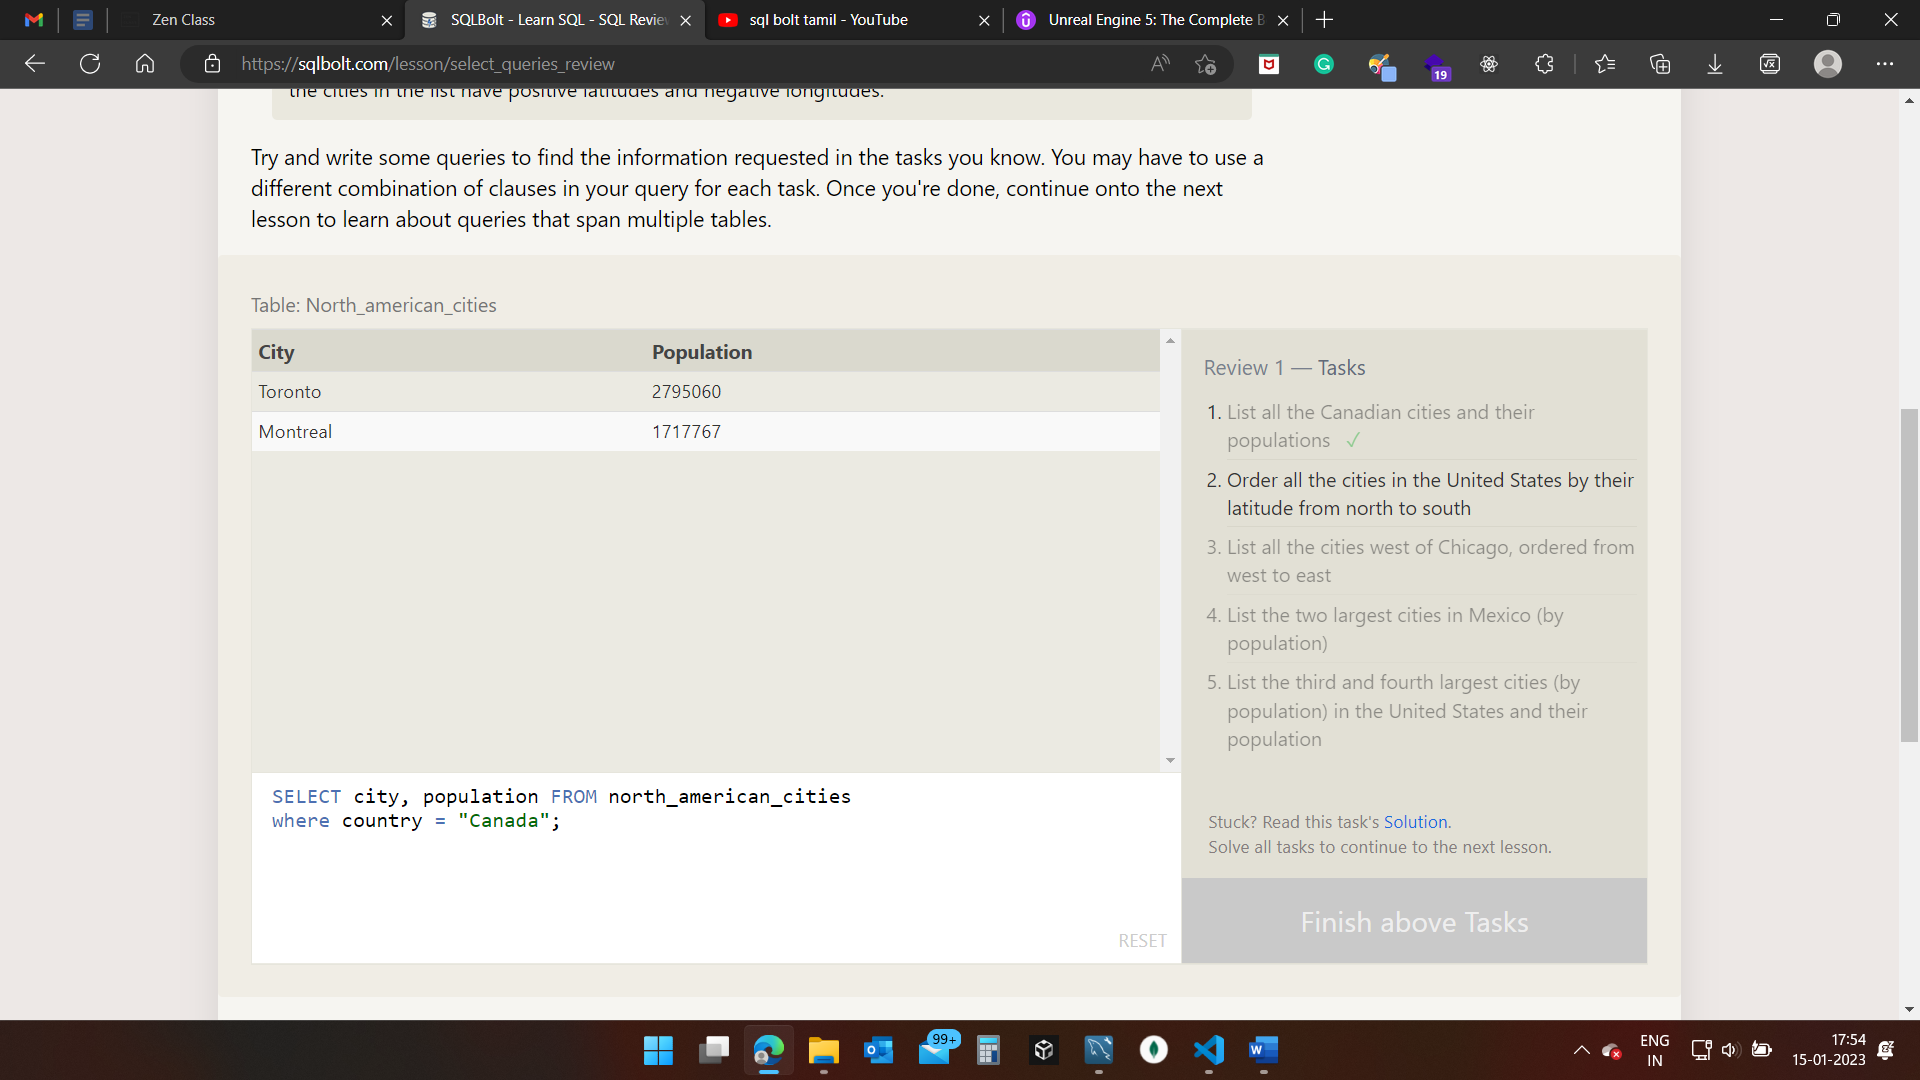 Zen Class
SQLBolt - Learn SQL - SQL Revie
sql bolt tamil - YouTube
Unreal Engine 5: The Complete B
https://sqlbolt.com/lesson/select_queries_review
19
the cities in the list have positive latitudes and negative longitudes.
Try and write some queries to find the information requested in the tasks you know. You may have to use a
different combination of clauses in your query for each task. Once you're done, continue onto the next
lesson to learn about queries that span multiple tables.
Table: North_american_cities
City Population
Toronto 2795060
Montreal 1717767
SELECT city, population FROM north_american_cities
where country = "Canada";
RESET
Review 1 — Tasks
1. List all the Canadian cities and their
populations ✓
2. Order all the cities in the United States by their
latitude from north to south
3. List all the cities west of Chicago, ordered from
west to east
4. List the two largest cities in Mexico (by
population)
5. List the third and fourth largest cities (by
population) in the United States and their
population
Stuck? Read this task's Solution.
Solve all tasks to continue to the next lesson.
Finish above Tasks
99+
ENG
IN
17:54
15-01-2023